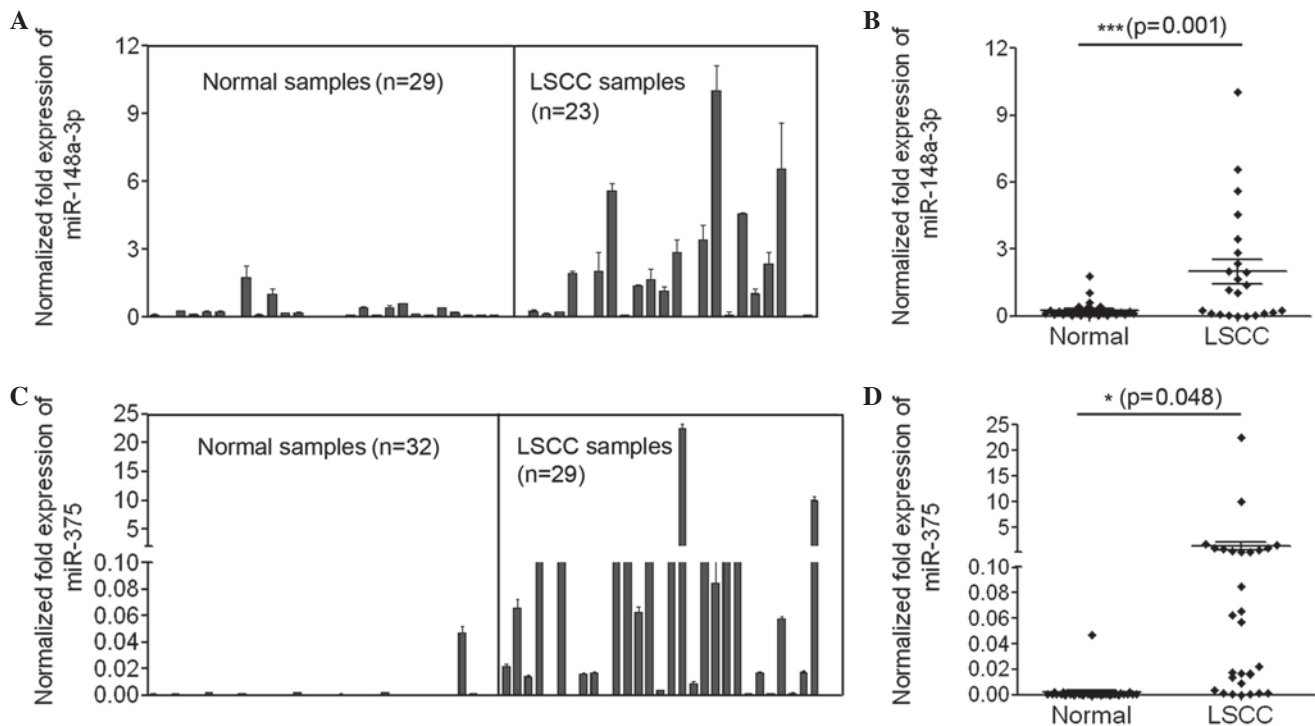 A
Normalized fold expression of
miR-148a-3p
12
9
6
3
0
Normal samples (n=29)
LSCC samples
(n=23)
B
Normalized fold expression of
miR-148a-3p
***(p=0.001)
12
9
6
3
0
Normal
LSCC
C
Normalized fold expression of
miR-375
25
20
15
10
5
0.10
0.08
0.06
0.04
0.02
0.00
Normal samples (n=32)
LSCC samples
(n=29)
D
Normalized fold expression of
miR-375
* (p=0.048)
25
20
15
10
5
0.10
0.08
0.06
0.04
0.02
0.00
Normal
LSCC